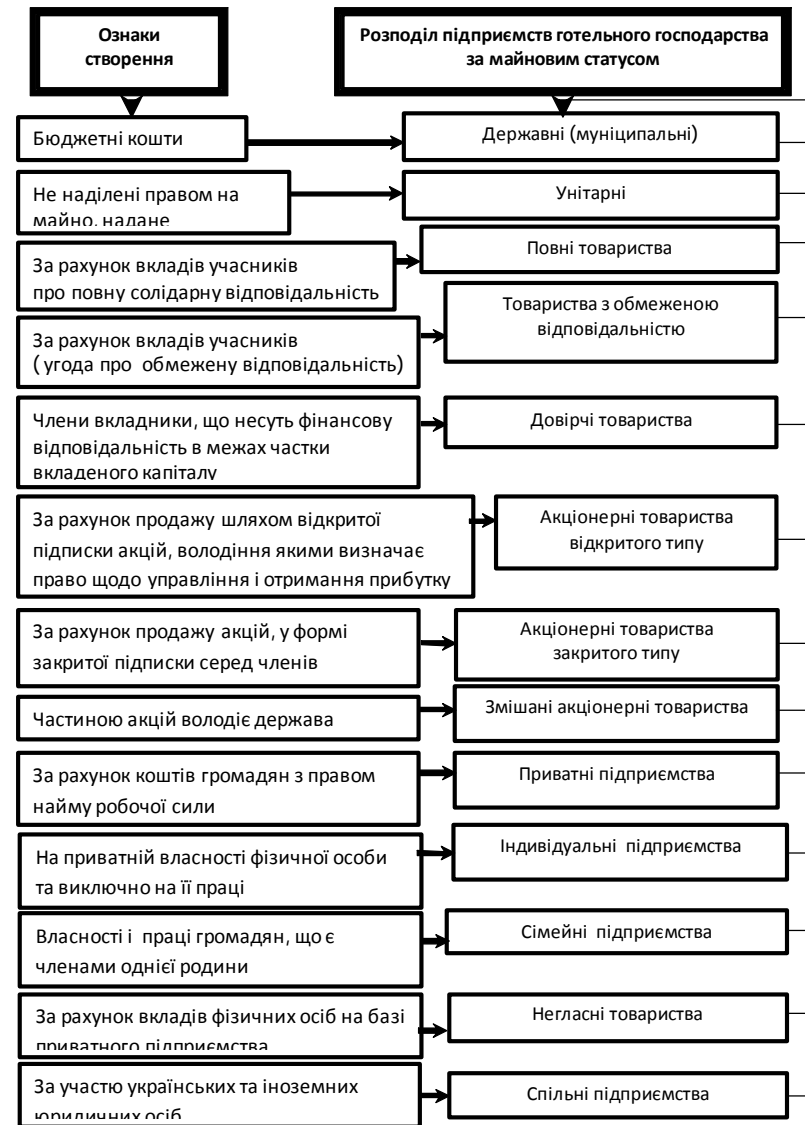 Ознаки
створення
Розподіл підприємств готельного господарства
за майновим статусом
Бюджетні кошти
Державні (муніципальні)
Не наділені правом на
майно, надане
Унітарні
За рахунок вкладів учасників
про повну солідарну відповідальність
Повні товариства
За рахунок вкладів учасників
( угода про обмежену відповідальність)
Товариства з обмеженою
відповідальністю
Члени вкладники, що несуть фінансову
відповідальність в межах частки
вкладеного капіталу
Довірчі товариства
За рахунок продажу шляхом відкритої
підписки акцій, володіння якими визначає
право щодо управління і отримання прибутку
Акціонерні товариства
відкритого типу
За рахунок продажу акцій, у формі
закритої підписки серед членів
Акціонерні товариства
закритого типу
Частиною акцій володіє держава
Змішані акціонерні товариства
За рахунок коштів громадян з правом
найму робочої сили
Приватні підприємства
На приватній власності фізичної особи
та виключно на її праці
Індивідуальні підприємства
Власності і праці громадян, що є
членами однієї родини
Сімейні підприємства
За рахунок вкладів фізичних осіб на базі
приватного підприємства
Негласні товариства
За участю українських та іноземних
юридичних осіб
Спільні підприємства